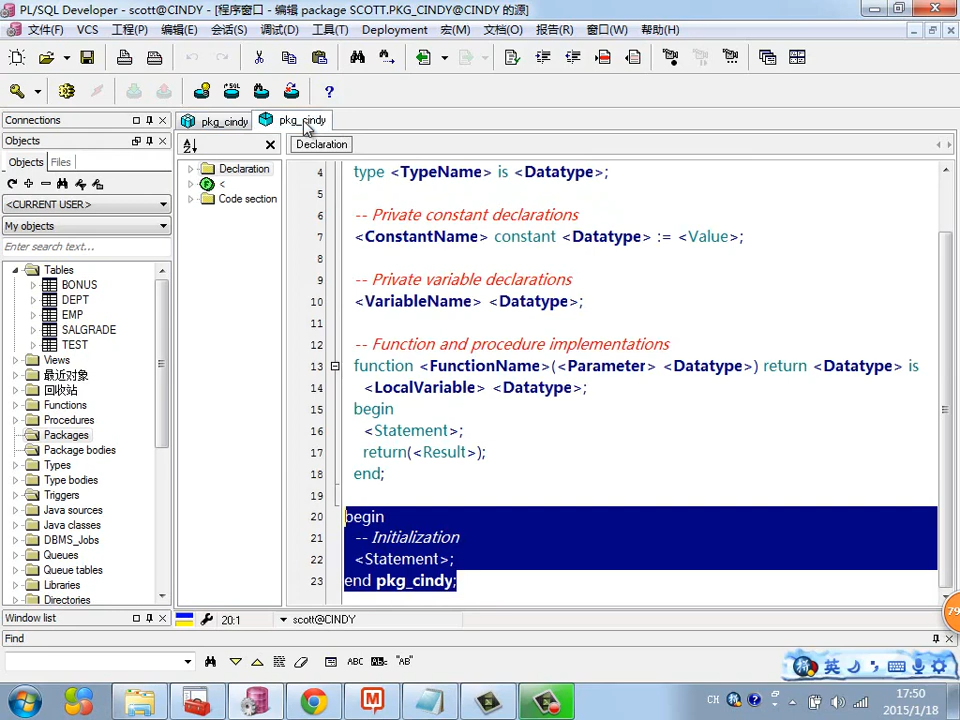 PL/SQL Developer - scott@CINDY - [程序窗口 - 编辑 package SCOTT.PKG_CINDY@CINDY 的源]
文件(F) VCS 工程(P) 编辑(E) 会话(S) 调试(D) 工具(T) Deployment 宏(M) 文档(O) 报告(R) 窗口(W) 帮助(H)
Connections
pkg_cindy
pkg_cindy
Objects
Declaration
Objects Files
<CURRENT USER>
My objects
Enter search text...
Tables
BONUS
DEPT
EMP
SALGRADE
TEST
Views
最近对象
回收站
Functions
Procedures
Packages
Package bodies
Types
Type bodies
Triggers
Java sources
Java classes
DBMS_Jobs
Queues
Queue tables
Libraries
Directories
Window list
Declaration
<
Code section
4 type <TypeName> is <Datatype>;
5
6 -- Private constant declarations
7 <ConstantName> constant <Datatype> := <Value>;
8
9 -- Private variable declarations
10 <VariableName> <Datatype>;
11
12 -- Function and procedure implementations
13 function <FunctionName>(<Parameter> <Datatype>) return <Datatype> is
14 <LocalVariable> <Datatype>;
15 begin
16 <Statement>;
17 return(<Result>);
18 end;
19
20 begin
21 -- Initialization
22 <Statement>;
23 end pkg_cindy;
79
20:1 scott@CINDY
Find
ABC "AB"
英
CH 17:50
2015/1/18